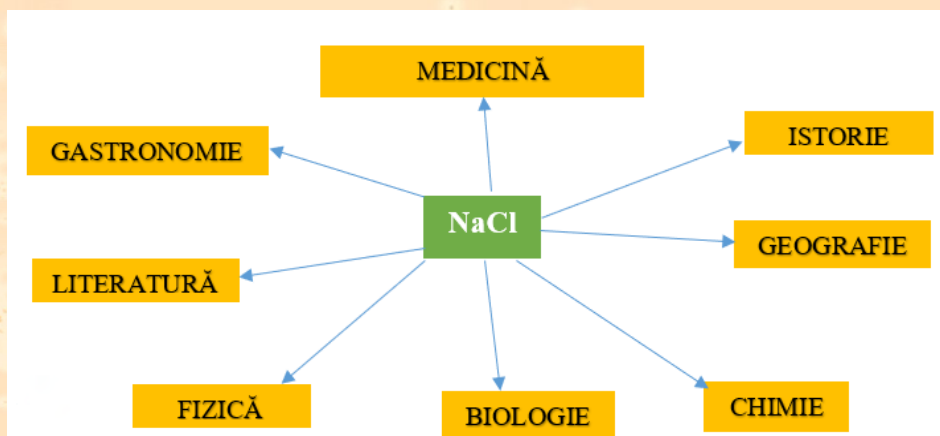 MEDICINĂ
GASTRONOMIE
ISTORIE
NaCl
GEOGRAFIE
LITERATURĂ
FIZICĂ
BIOLOGIE
CHIMIE